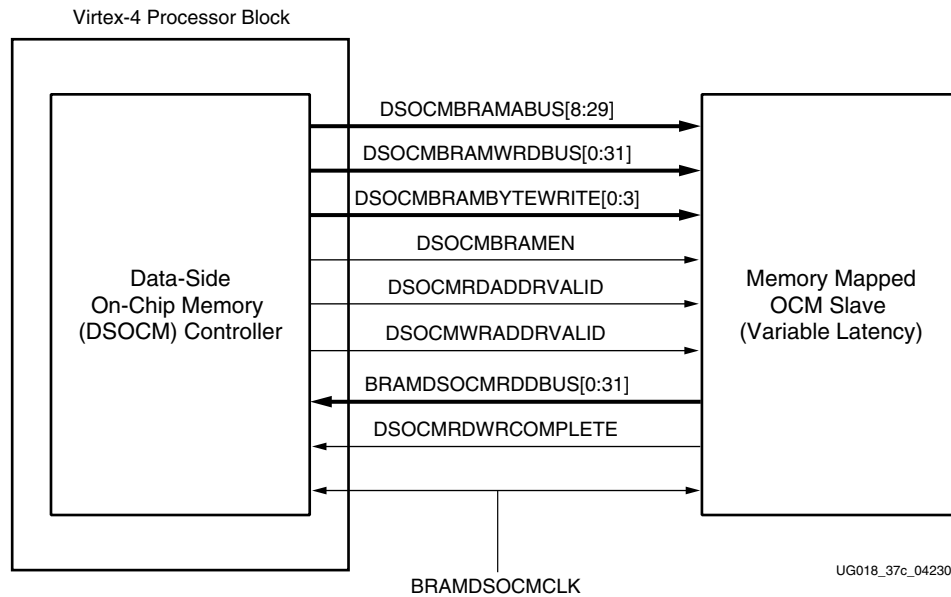 Virtex-4 Processor Block
DSOCMBRAMABUS[8:29]
DSOCMBRAMWRDBUS[0:31]
DSOCMBRAMBYTEWRITE[0:3]
DSOCMBRAMEN
DSOCMRDADDRVALID
DSOCMWRADDRVALID
BRAMDSOCMRDDBUS[0:31]
DSOCMRDWRCOMPLETE
Data-Side
On-Chip Memory
(DSOCM) Controller
Memory Mapped
OCM Slave
(Variable Latency)
BRAMDSOCMCLK
UG018_37c_04230